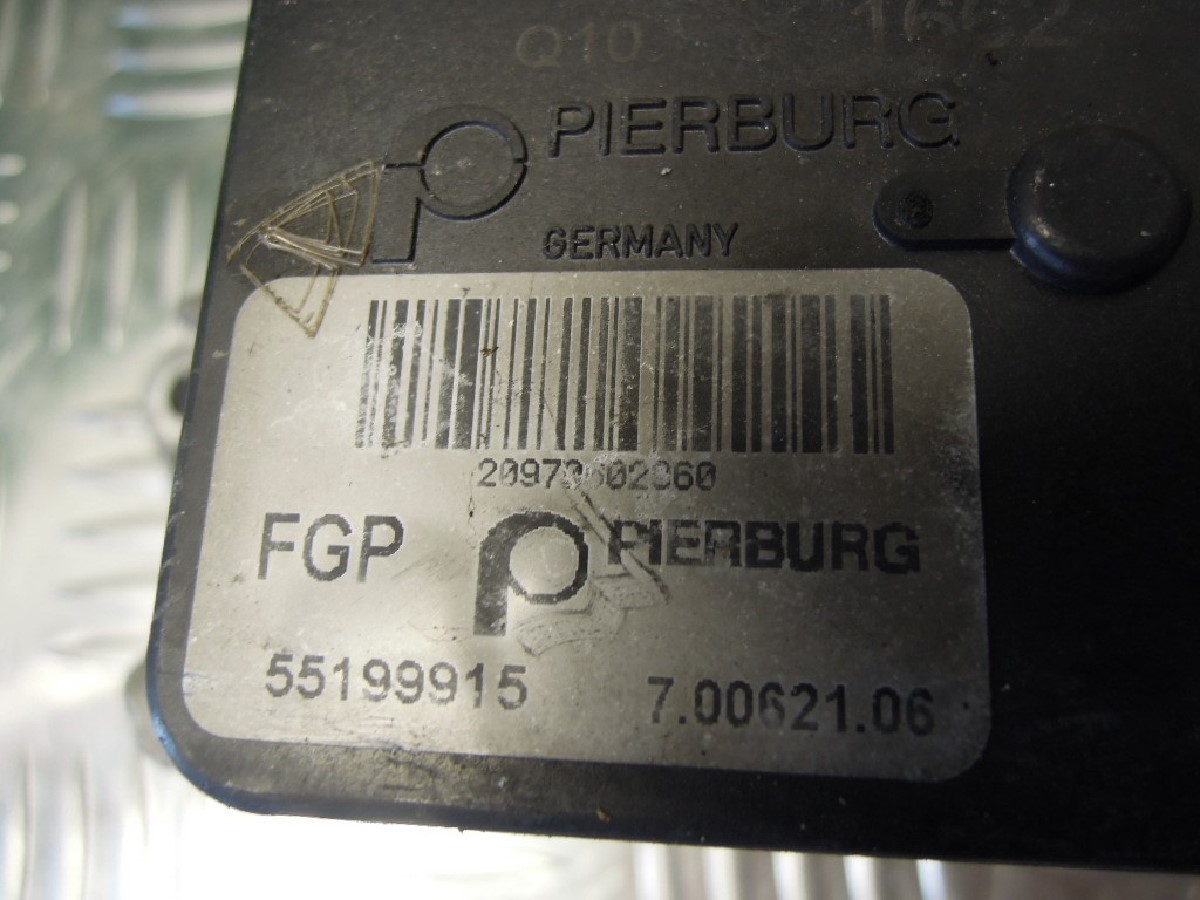 Q10
PIERBURG
GERMANY
FGP PIERBURG
55199915 7.00621.06